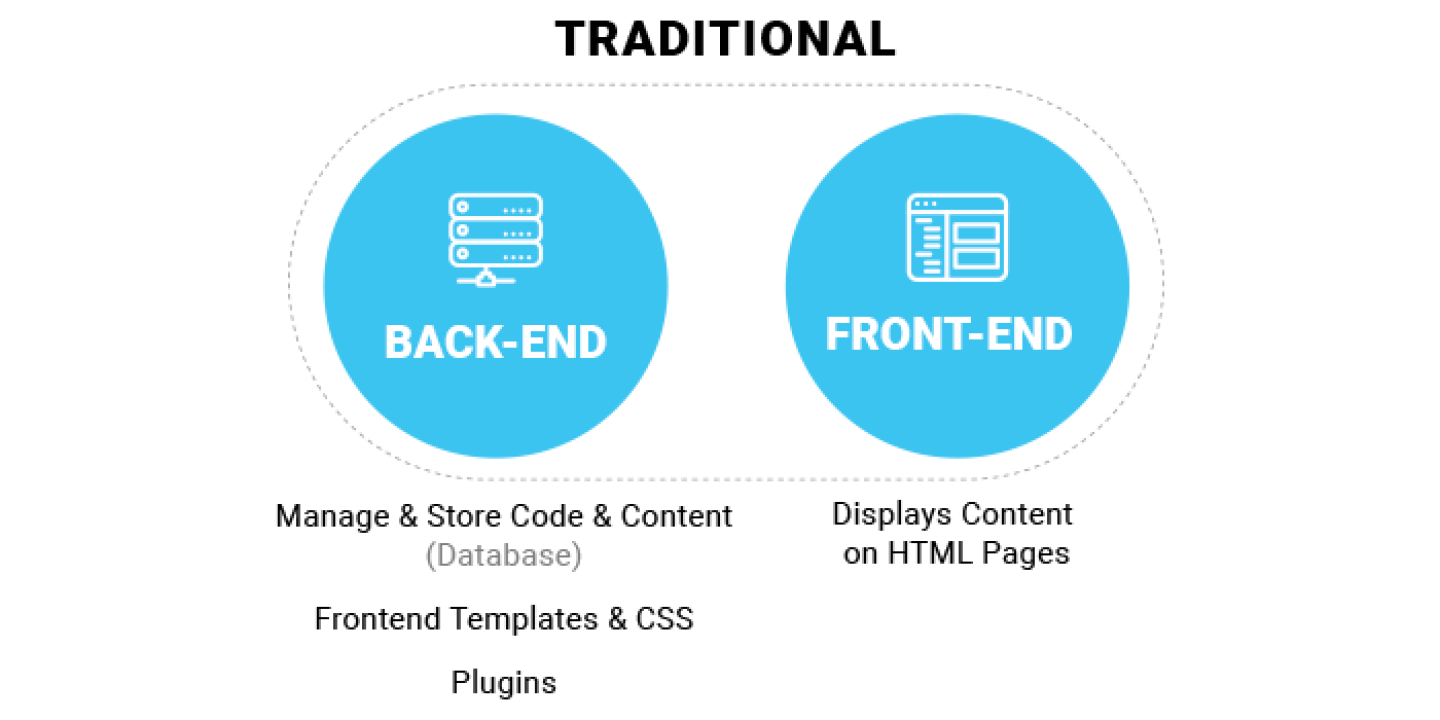 TRADITIONAL
BACK-END
FRONT-END
Manage & Store Code & Content
(Database)
Frontend Templates & CSS
Plugins
Displays Content
on HTML Pages